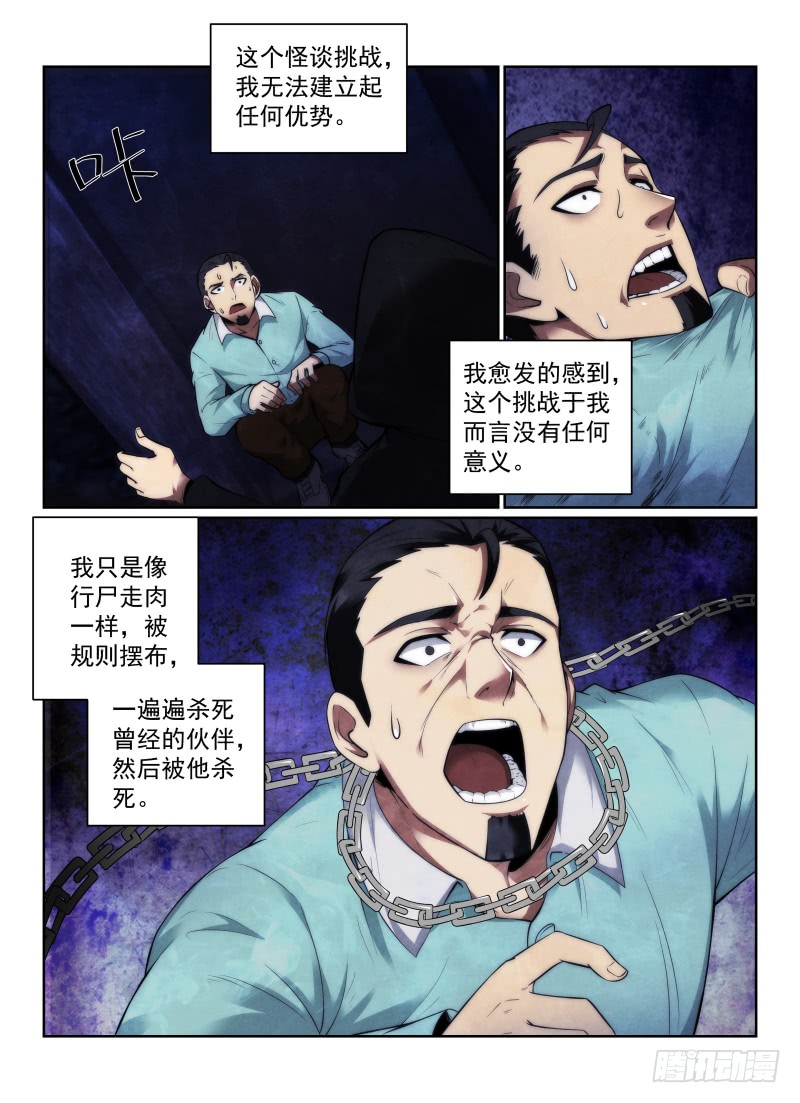 这个怪谈挑战，
我无法建立起
任何优势。
咔
我愈发的感到，
这个挑战于我
而言没有任何
意义。
我只是像
行尸走肉
一样，被
规则摆布，
一遍遍杀死
曾经的伙伴，
然后被他杀
死。
腾讯动漫